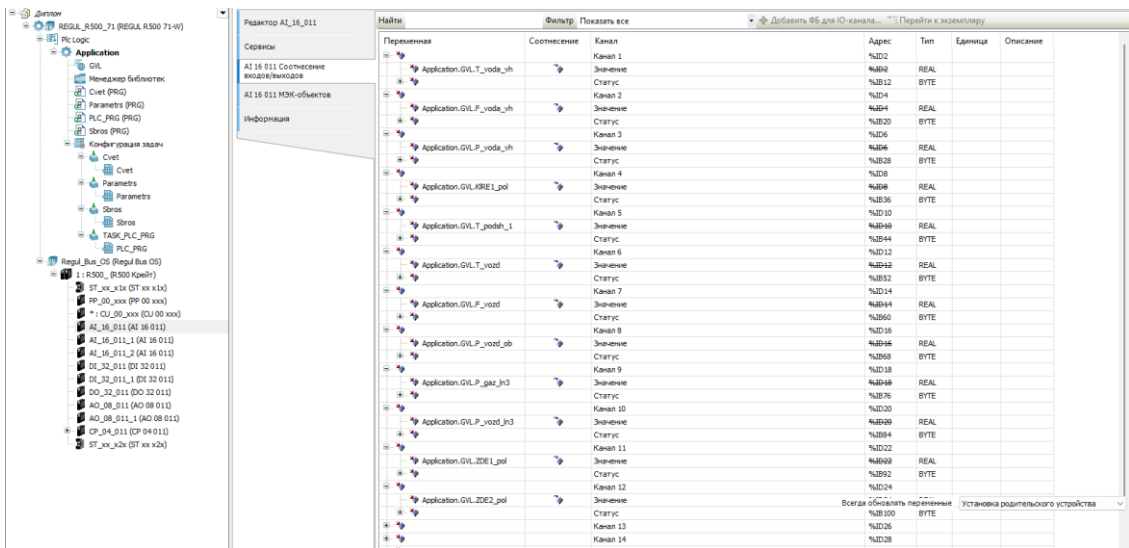 Диплом
REGUL_R500_71 (REGUL R500 71-W)
Plc Logic
Application
GVL
Менеджер библиотек
Cvet (PRG)
Parametrs (PRG)
PLC_PRG (PRG)
Sbros (PRG)
Конфигурация задач
Cvet
Cvet
Parametrs
Parametrs
Sbros
Sbros
TASK_PLC_PRG
PLC_PRG
Regul_Bus_OS (Regul Bus OS)
1 : R500_ (R500 Крейт)
ST_xx_x1x (ST xx x1x)
PP_00_xxx (PP 00 xxx)
* : CU_00_xxx (CU 00 xxx)
AI_16_011 (AI 16 011)
AI_16_011_1 (AI 16 011)
AI_16_011_2 (AI 16 011)
DI_32_011 (DI 32 011)
DI_32_011_1 (DI 32 011)
DO_32_011 (DO 32 011)
AO_08_011 (AO 08 011)
AO_08_011_1 (AO 08 011)
CP_04_011 (CP 04 011)
ST_xx_x2x (ST xx x2x)
Редактор AI_16_011
Сервисы
AI 16 011 Соотнесение
входов/выходов
AI 16 011 МЭК-объектов
Информация
Найти Фильтр Показать все Добавить ФБ для IO-канала... Перейти к экземпляру
Переменная Соотнесение Канал Адрес Тип Единица Описание
Канал 1 %ID2
Application.GVL.T_voda_vh Значение %ID2 REAL
Статус %IB12 BYTE
Канал 2 %ID4
Application.GVL.F_voda_vh Значение %ID4 REAL
Статус %IB20 BYTE
Канал 3 %ID6
Application.GVL.P_voda_vh Значение %ID6 REAL
Статус %IB28 BYTE
Канал 4 %ID8
Application.GVL.KRE1_pol Значение %ID8 REAL
Статус %IB36 BYTE
Канал 5 %ID10
Application.GVL.T_podsh_1 Значение %ID10 REAL
Статус %IB44 BYTE
Канал 6 %ID12
Application.GVL.T_vozd Значение %ID12 REAL
Статус %IB52 BYTE
Канал 7 %ID14
Application.GVL.F_vozd Значение %ID14 REAL
Статус %IB60 BYTE
Канал 8 %ID16
Application.GVL.P_vozd_ob Значение %ID16 REAL
Статус %IB68 BYTE
Канал 9 %ID18
Application.GVL.P_gaz_ln3 Значение %ID18 REAL
Статус %IB76 BYTE
Канал 10 %ID20
Application.GVL.P_vozd_ln3 Значение %ID20 REAL
Статус %IB84 BYTE
Канал 11 %ID22
Application.GVL.ZDE1_pol Значение %ID22 REAL
Статус %IB92 BYTE
Канал 12 %ID24
Application.GVL.ZDE2_pol Значение
Всегда обновлять переменные Установка родительского устройства
Статус %IB100 BYTE
Канал 13 %ID26
Канал 14 %ID28